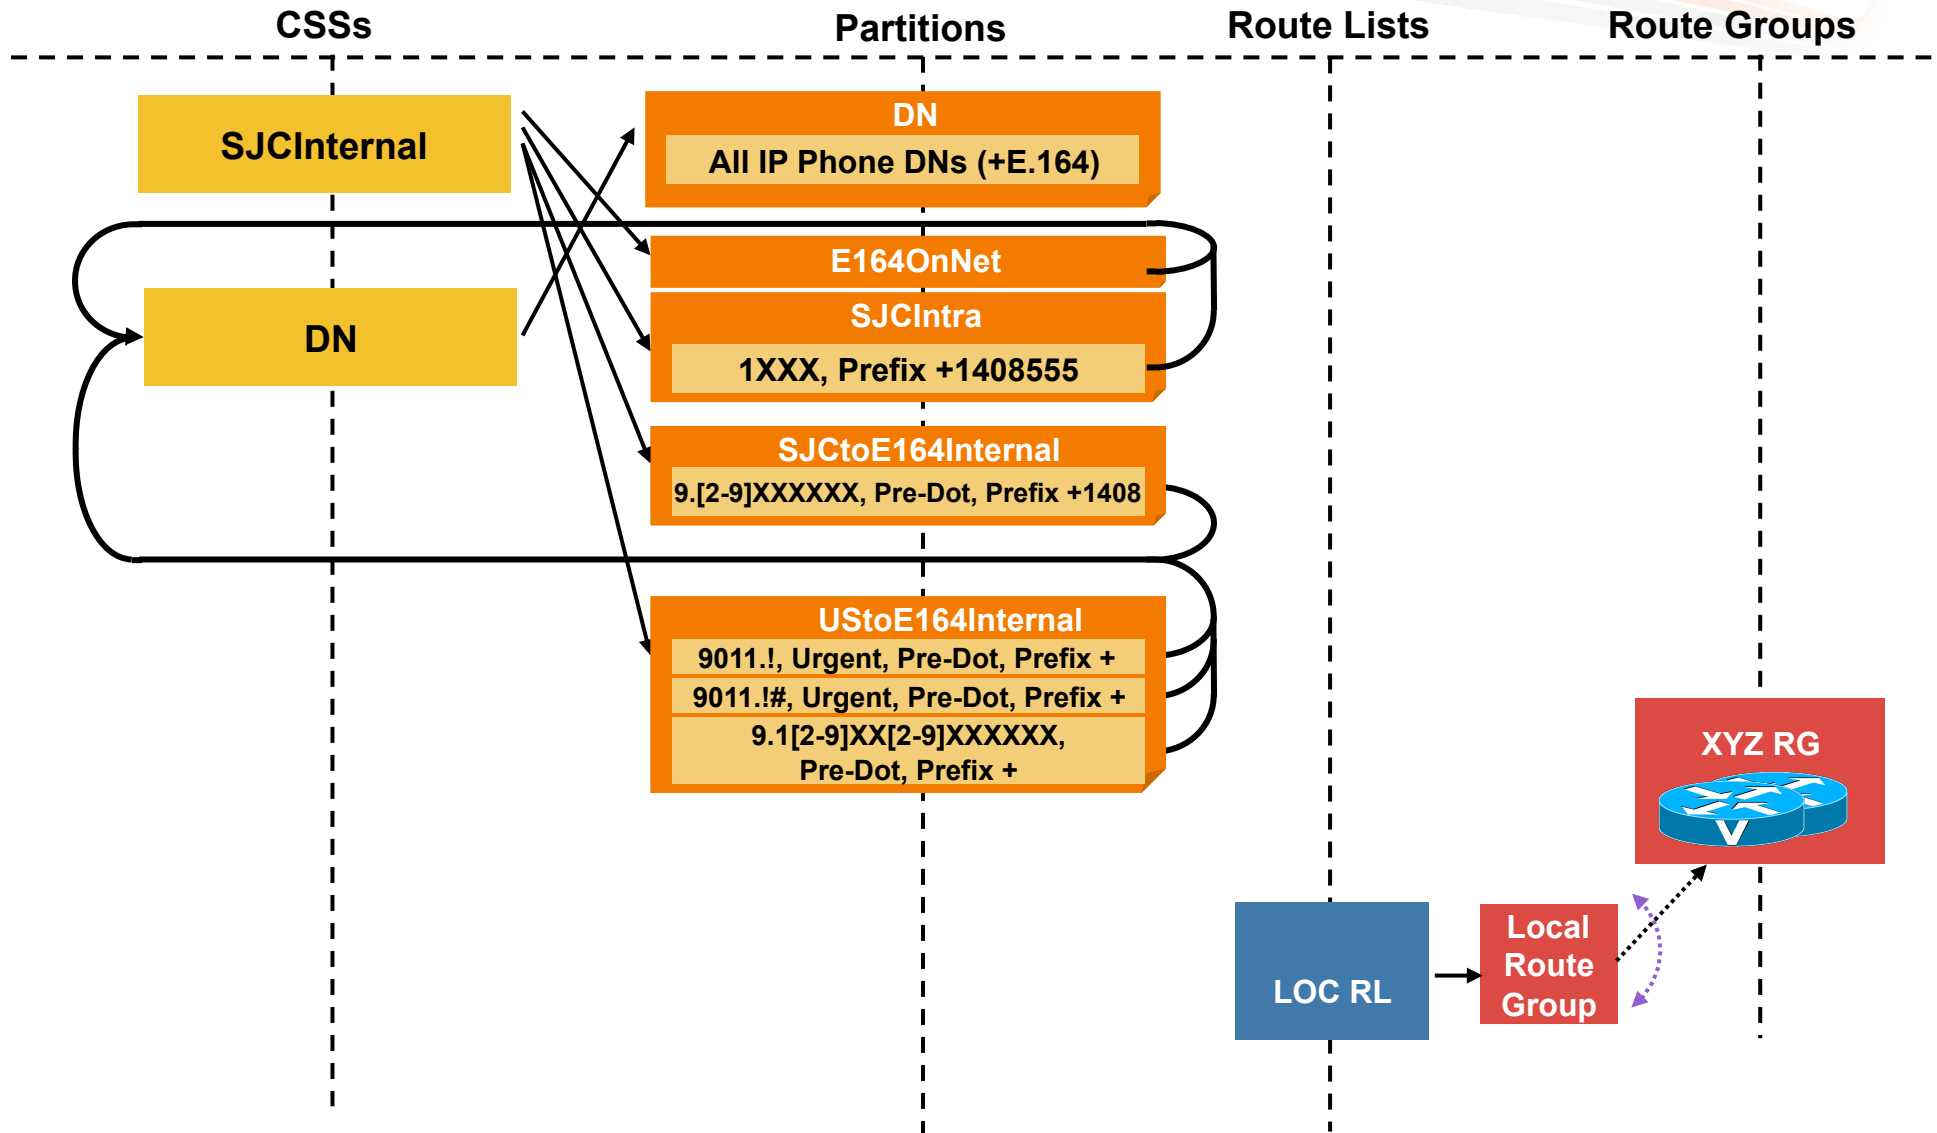 CSSs
Partitions
Route Lists
Route Groups
SJCInternal
DN
DN
All IP Phone DNs (+E.164)
E164OnNet
SJCIntra
1XXX, Prefix +1408555
SJCtoE164Internal
9.[2-9]XXXXXX, Pre-Dot, Prefix +1408
UStoE164Internal
9011.!, Urgent, Pre-Dot, Prefix +
9011.!#, Urgent, Pre-Dot, Prefix +
9.1[2-9]XX[2-9]XXXXXX,
Pre-Dot, Prefix +
XYZ RG
V
LOC RL
Local
Route
Group